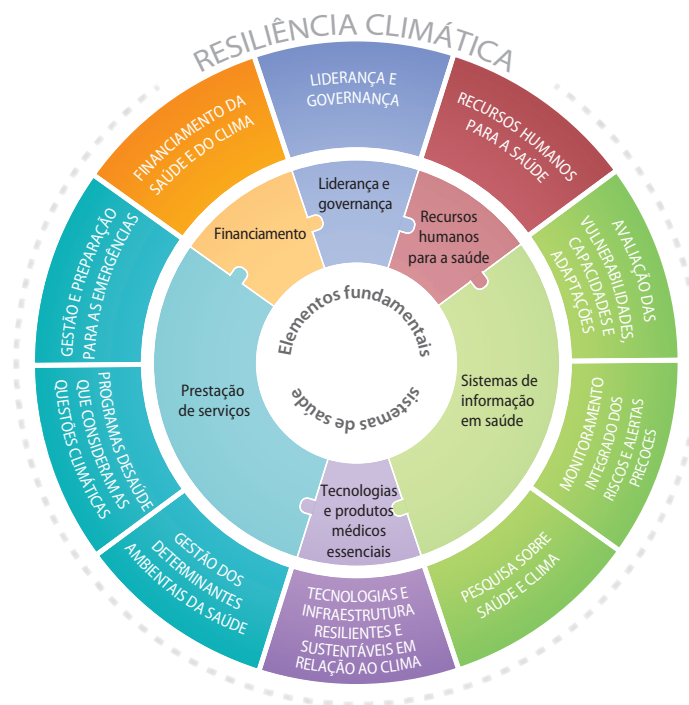 RESILIÊNCIA CLIMÁTICA
LIDERANÇA E
GOVERNANÇA
RECURSOS HUMANOS
PARA A SAÚDE
AVALIAÇÃO DAS
VULNERABILIDADES,
CAPACIDADES E
ADAPTAÇÕES
MONITORAMENTO
INTEGRADO DOS
RISCOS E ALERTAS
PRECOCES
PESQUISA SOBRE
SAÚDE E CLIMA
TECNOLOGIAS E
INFRAESTRUTURA
RESILIENTES E
SUSTENTÁVEIS EM
RELAÇÃO AO CLIMA
GESTÃO DOS
DETERMINANTES
AMBIENTAIS DA SAÚDE
PROGRAMAS DESAÚDE
QUE CONSIDERAM AS
QUESTÕES CLIMÁTICAS
GESTÃO E PREPARAÇÃO
PARA AS EMERGÊNCIAS
FINANCIAMENTO DA
SAÚDE E DO CLIMA
Liderança e
governança
Recursos
humanos
para a saúde
Sistemas de
informação
em saúde
Tecnologias
e produtos
médicos
essenciais
Prestação
de serviços
Financiamento
Elementos fundamentais
sistemas de saúde